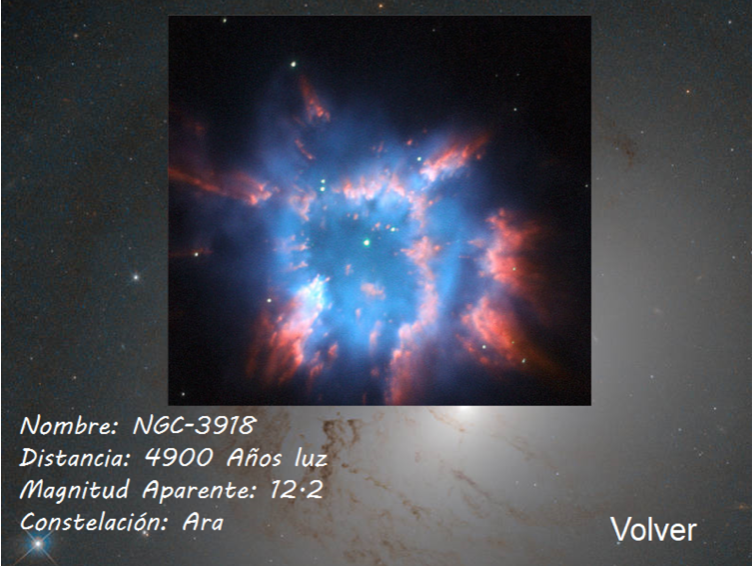 Nombre: NGC-3918
Distancia: 4900 Años luz
Magnitud Aparente: 12.2
Constelación: Ara
Volver